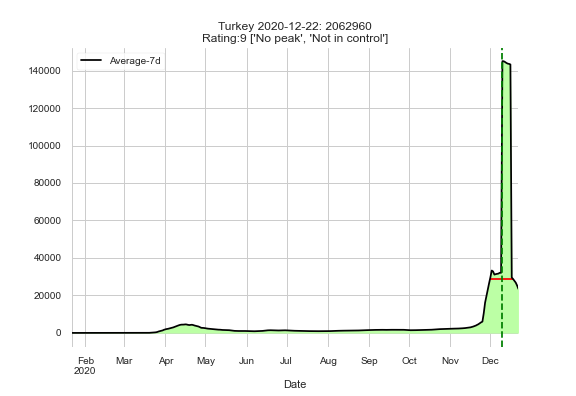 Turkey 2020-12-22: 2062960
Rating:9 ['No peak', 'Not in control']
Average-7d
140000
120000
100000
80000
60000
40000
20000
0
Feb Mar Apr May Jun Jul Aug Sep Oct Nov Dec
2020
Date